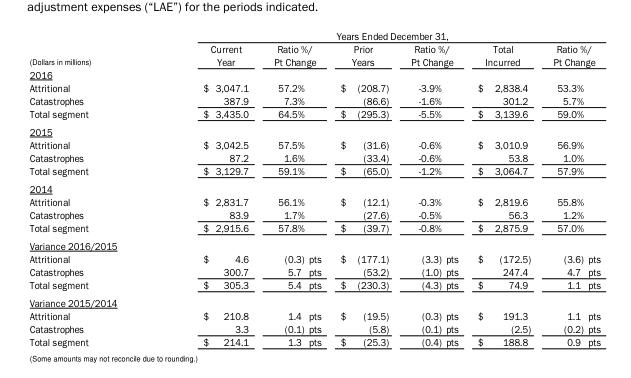 adjustment expenses (“LAE”) for the periods indicated.
Years Ended December 31,
Current Ratio %/ Prior Ratio %/ Total Ratio %/
(Dollars in millions) Year Pt Change Years Pt Change Incurred Pt Change
2016
Attritional $ 3,047.1 57.2% $ (208.7) -3.9% $ 2,838.4 53.3%
Catastrophes 387.9 7.3% (86.6) -1.6% 301.2 5.7%
Total segment $ 3,435.0 64.5% $ (295.3) -5.5% $ 3,139.6 59.0%
2015
Attritional $ 3,042.5 57.5% $ (31.6) -0.6% $ 3,010.9 56.9%
Catastrophes 87.2 1.6% (33.4) -0.6% 53.8 1.0%
Total segment $ 3,129.7 59.1% $ (65.0) -1.2% $ 3,064.7 57.9%
2014
Attritional $ 2,831.7 56.1% $ (12.1) -0.3% $ 2,819.6 55.8%
Catastrophes 83.9 1.7% (27.6) -0.5% 56.3 1.2%
Total segment $ 2,915.6 57.8% $ (39.7) -0.8% $ 2,875.9 57.0%
Variance 2016/2015
Attritional $ 4.6 (0.3) pts $ (177.1) (3.3) pts $ (172.5) (3.6) pts
Catastrophes 300.7 5.7 pts (53.2) (1.0) pts 247.4 4.7 pts
Total segment $ 305.3 5.4 pts $ (230.3) (4.3) pts $ 74.9 1.1 pts
Variance 2015/2014
Attritional $ 210.8 1.4 pts $ (19.5) (0.3) pts $ 191.3 1.1 pts
Catastrophes 3.3 (0.1) pts (5.8) (0.1) pts (2.5) (0.2) pts
Total segment $ 214.1 1.3 pts $ (25.3) (0.4) pts $ 188.8 0.9 pts
(Some amounts may not reconcile due to rounding.)